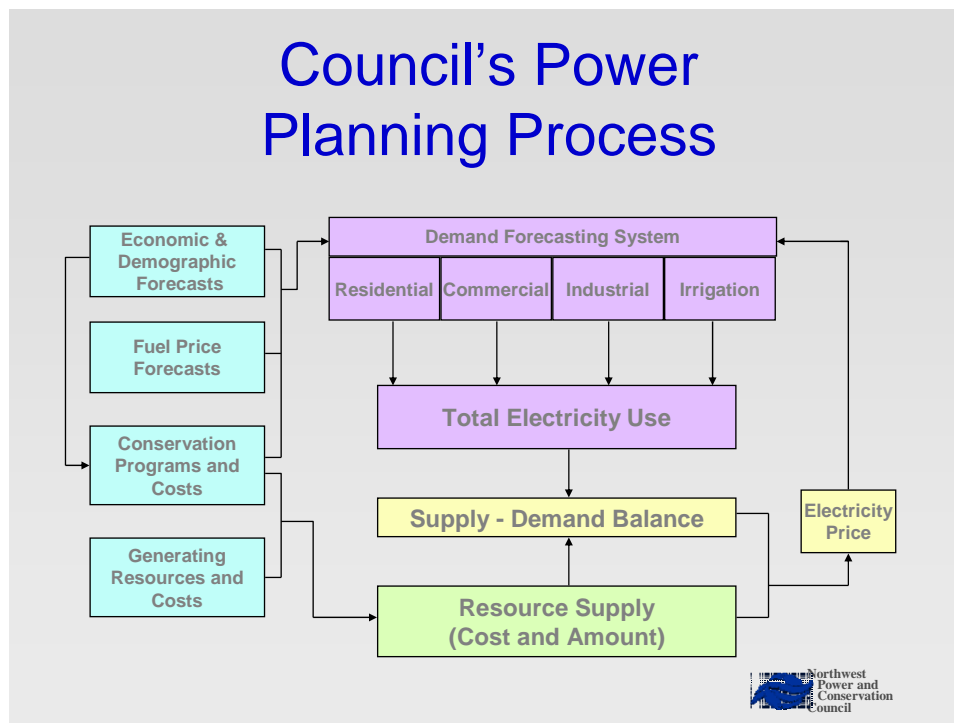 Council's Power
Planning Process
Economic &
Demographic
Forecasts
Fuel Price
Forecasts
Conservation
Programs and
Costs
Generating
Resources and
Costs
Demand Forecasting System
Residential Commercial Industrial Irrigation
Total Electricity Use
Supply - Demand Balance
Resource Supply
(Cost and Amount)
Electricity
Price
Northwest
Power and
Conservation
Council